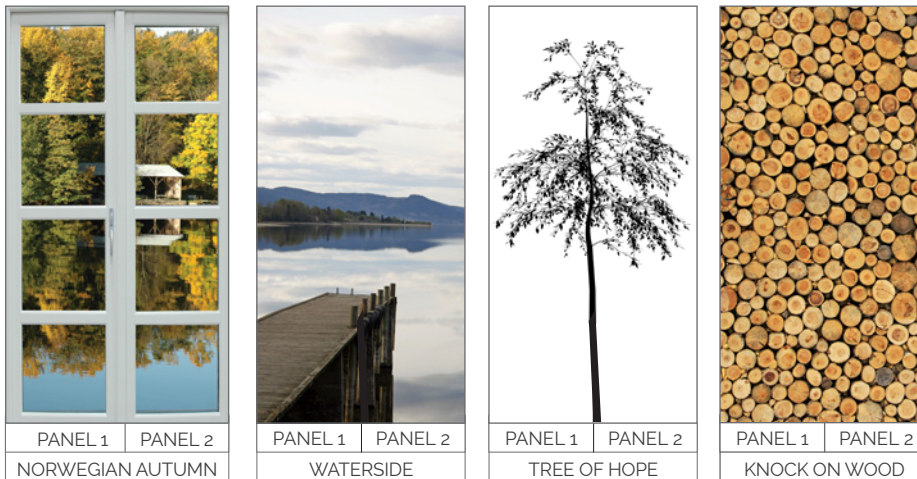 PANEL 1 PANEL 2
NORWEGIAN AUTUMN
PANEL 1 PANEL 2
WATERSIDE
PANEL 1 PANEL 2
TREE OF HOPE
PANEL 1 PANEL 2
KNOCK ON WOOD